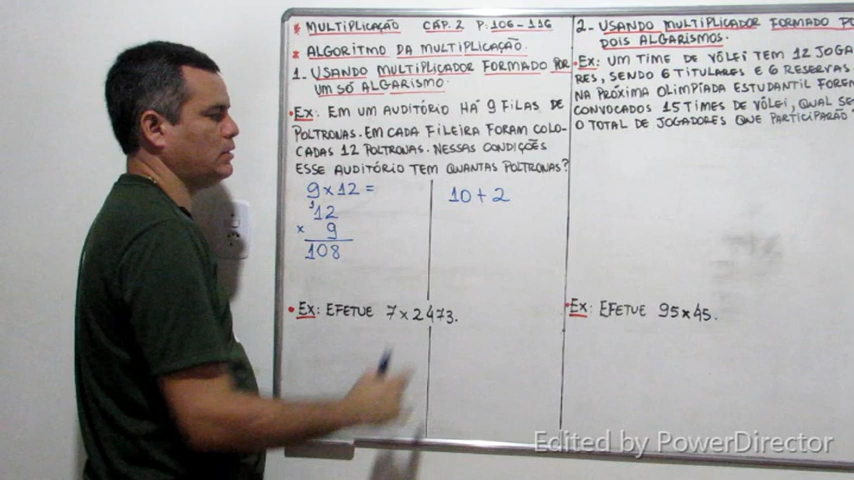 * MULTIPLICAÇÃO CÁP. 2 P: 106-116
* ALGORITMO DA MULTIPLICAÇÃO.
1- USANDO MULTIPLICADOR FORMADO POR
UM SÓ ALGARISMO.
• Ex: EM UM AUDITÓRIO HÁ 9 FILAS DE
POLTRONAS. EM CADA FILEIRA FORAM COLO-
CADAS 12 POLTRONAS. NESSAS CONDIÇÕES
ESSE AUDITÓRIO TEM QUANTAS POLTRONAS?
9 x 12 =
1
12
x 9
108
10 + 2
• Ex: EFETUE 7 x 2473.
2- USANDO MULTIPLICADOR FORMADO
DOIS ALGARISMOS.
• Ex: UM TIME DE VÔLEI TEM 12 JOGA
RES, SENDO 6 TITULARES E 6 RESERVAS
NA PRÓXIMA OLIMPÍADA ESTUDANTIL FOREM
CONVOCADOS 15 TIMES DE VÔLEI, QUAL
O TOTAL DE JOGADORES QUE PARTICIPARÃO
• Ex: EFETUE 95 x 45.
Edited by PowerDirector